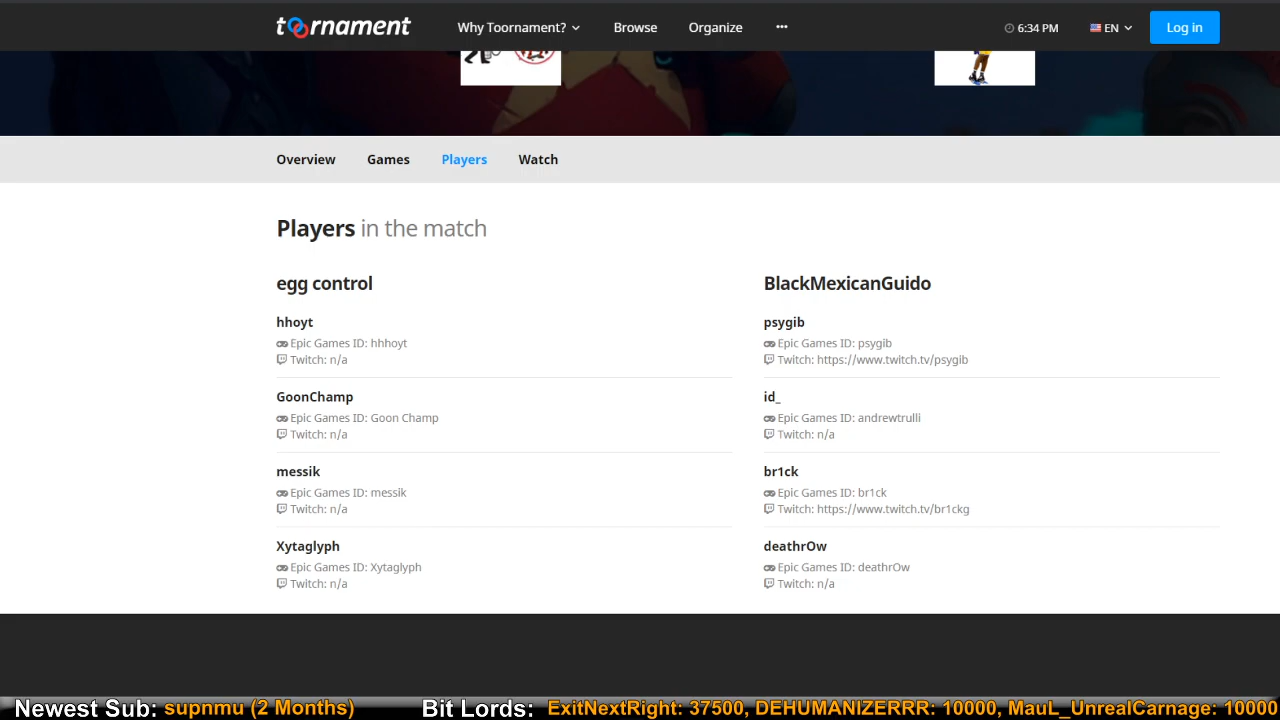 toornament
Why Toornament?
Browse
Organize
•••
6:34 PM
EN
Log in
Overview
Games
Players
Watch
Players in the match
egg control
hhoyt
Epic Games ID: hhhoyt
Twitch: n/a
GoonChamp
Epic Games ID: Goon Champ
Twitch: n/a
messik
Epic Games ID: messik
Twitch: n/a
Xytaglyph
Epic Games ID: Xytaglyph
Twitch: n/a
BlackMexicanGuido
psygib
Epic Games ID: psygib
Twitch: https://www.twitch.tv/psygib
id_
Epic Games ID: andrewtrulli
Twitch: n/a
br1ck
Epic Games ID: br1ck
Twitch: https://www.twitch.tv/br1ckg
deathrOw
Epic Games ID: deathrOw
Twitch: n/a
Newest Sub: supnmu (2 Months)
Bit Lords: ExitNextRight: 37500, DEHUMANIZERRR: 10000, MauL_UnrealCarnage: 10000